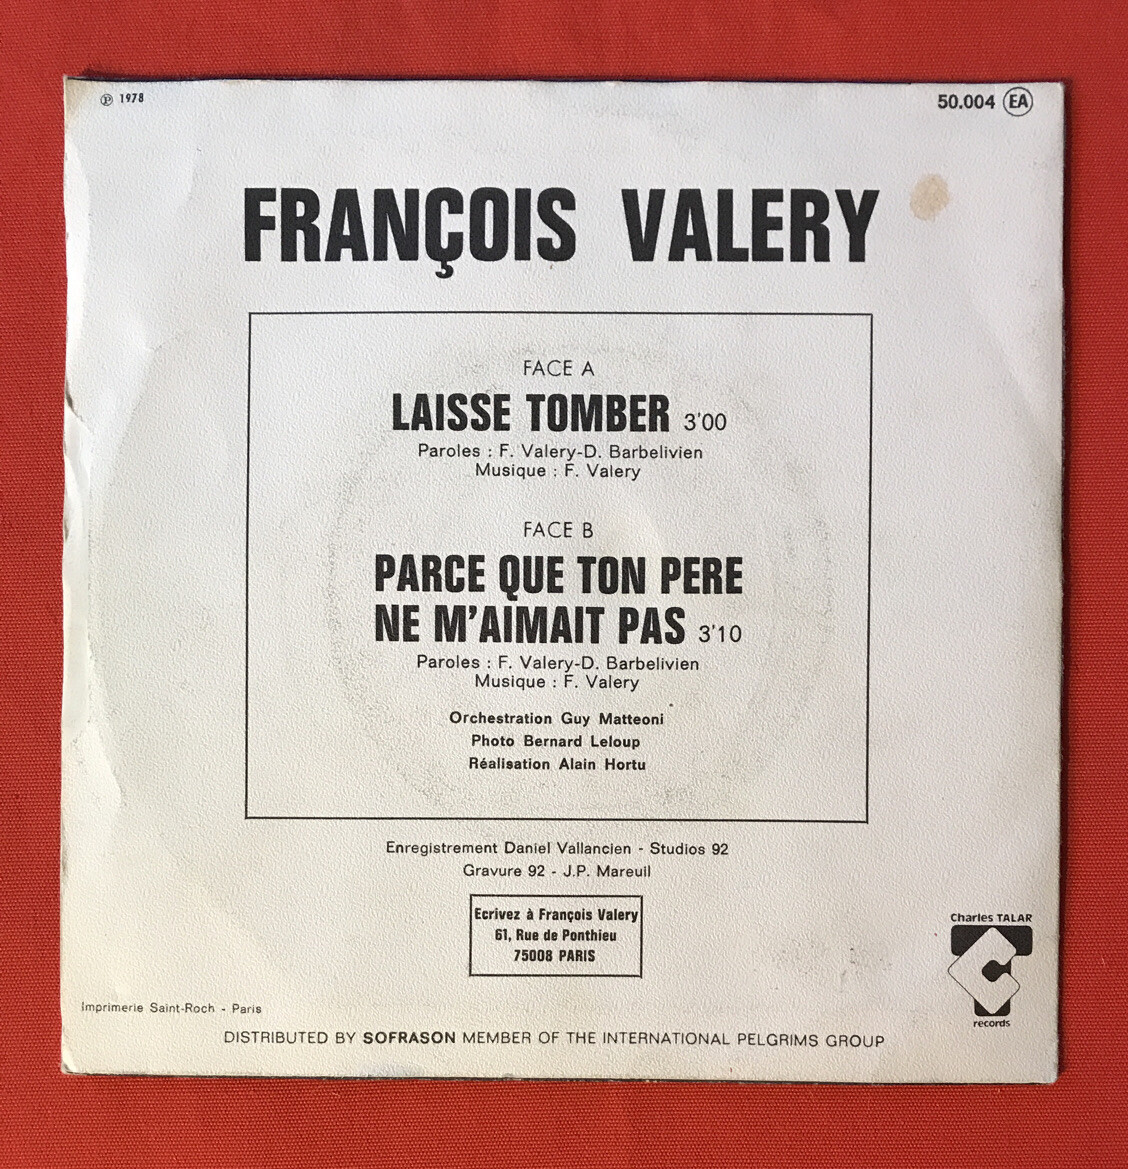 ℗ 1978
50.004 EA
FRANÇOIS VALERY
FACE A
LAISSE TOMBER 3'00
Paroles : F. Valery-D. Barbelivien
Musique : F. Valery
FACE B
PARCE QUE TON PERE
NE M'AIMAIT PAS 3'10
Paroles : F. Valery-D. Barbelivien
Musique : F. Valery
Orchestration Guy Matteoni
Photo Bernard Leloup
Réalisation Alain Hortu
Enregistrement Daniel Vallancien - Studios 92
Gravure 92 - J.P. Mareuil
Ecrivez à François Valery
61, Rue de Ponthieu
75008 PARIS
Charles TALAR
records
Imprimerie Saint-Roch - Paris
DISTRIBUTED BY SOFRASON MEMBER OF THE INTERNATIONAL PELGRIMS GROUP